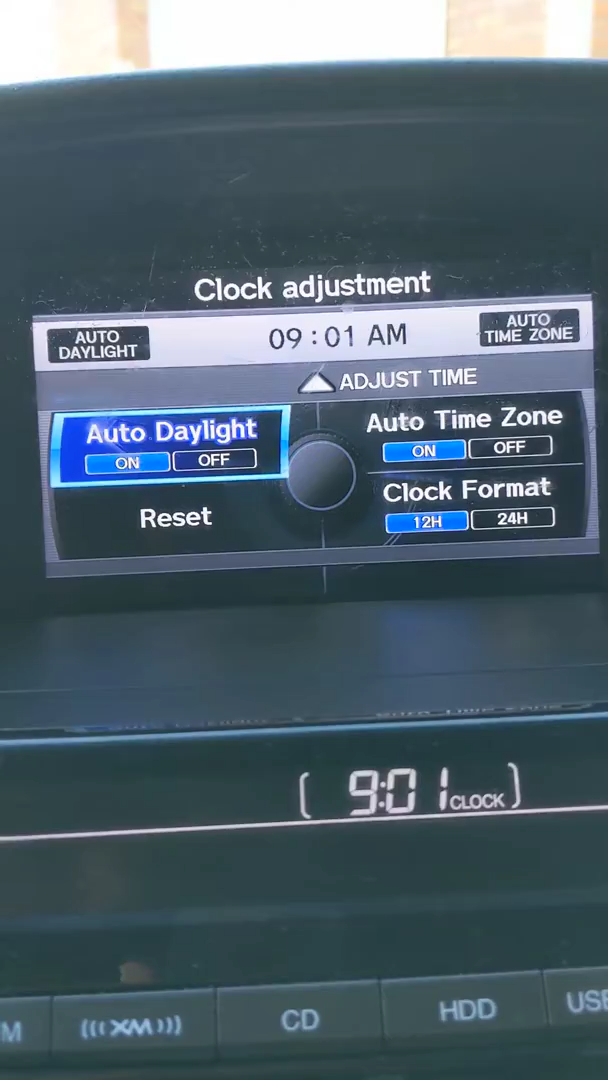 Clock adjustment
AUTO DAYLIGHT
09:01 AM
AUTO TIME ZONE
ADJUST TIME
Auto Daylight
ON OFF
Auto Time Zone
ON OFF
Reset
Clock Format
12H 24H
9:01 CLOCK
M
XM
CD
HDD
USB